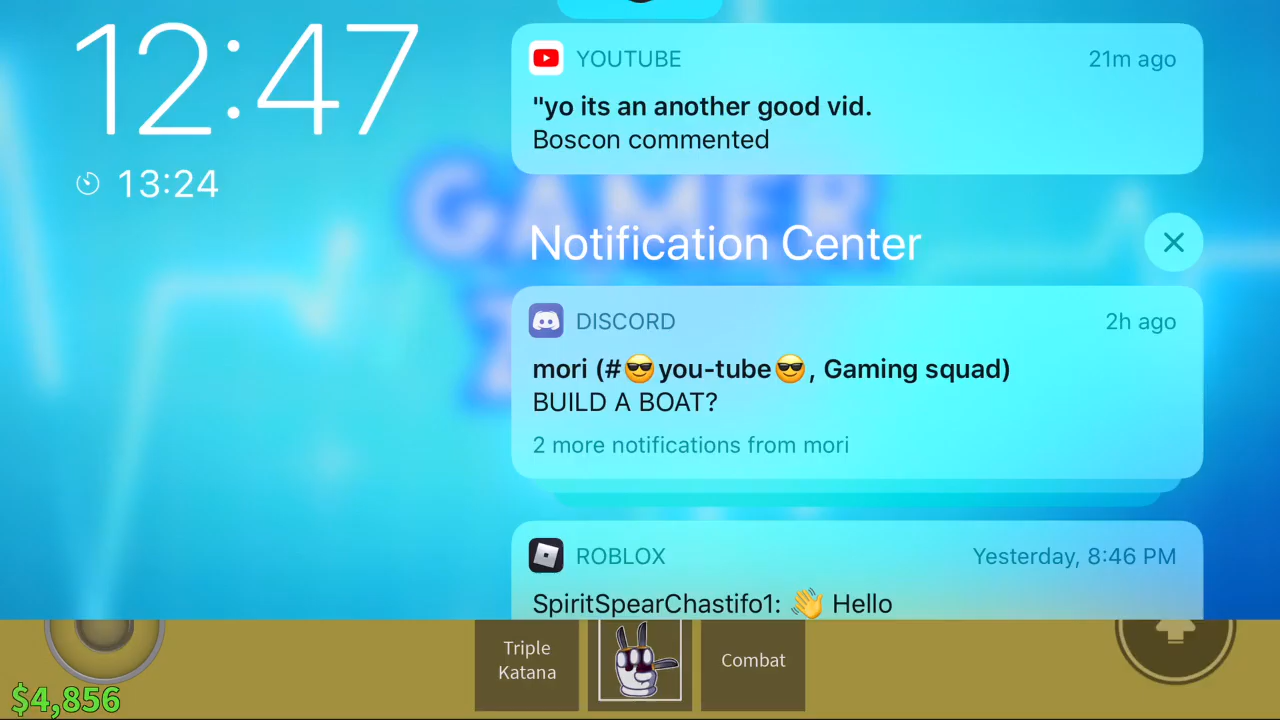 12:47
13:24
YOUTUBE
21m ago
"yo its an another good vid.
Boscon commented
GAMER
Notification Center
DISCORD
2h ago
mori (#😎you-tube😎, Gaming squad)
BUILD A BOAT?
2 more notifications from mori
ROBLOX
Yesterday, 8:46 PM
SpiritSpearChastifo1: 👋 Hello
Triple
Katana
Combat
$4,856